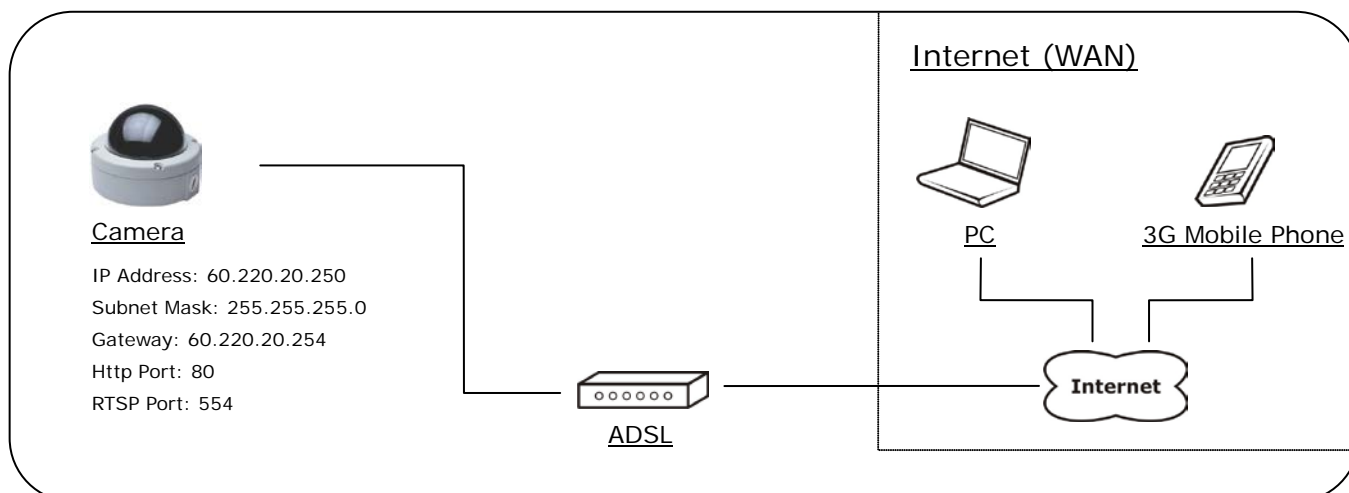 Internet (WAN)
Camera
IP Address: 60.220.20.250
Subnet Mask: 255.255.255.0
Gateway: 60.220.20.254
Http Port: 80
RTSP Port: 554
PC
3G Mobile Phone
Internet
ADSL